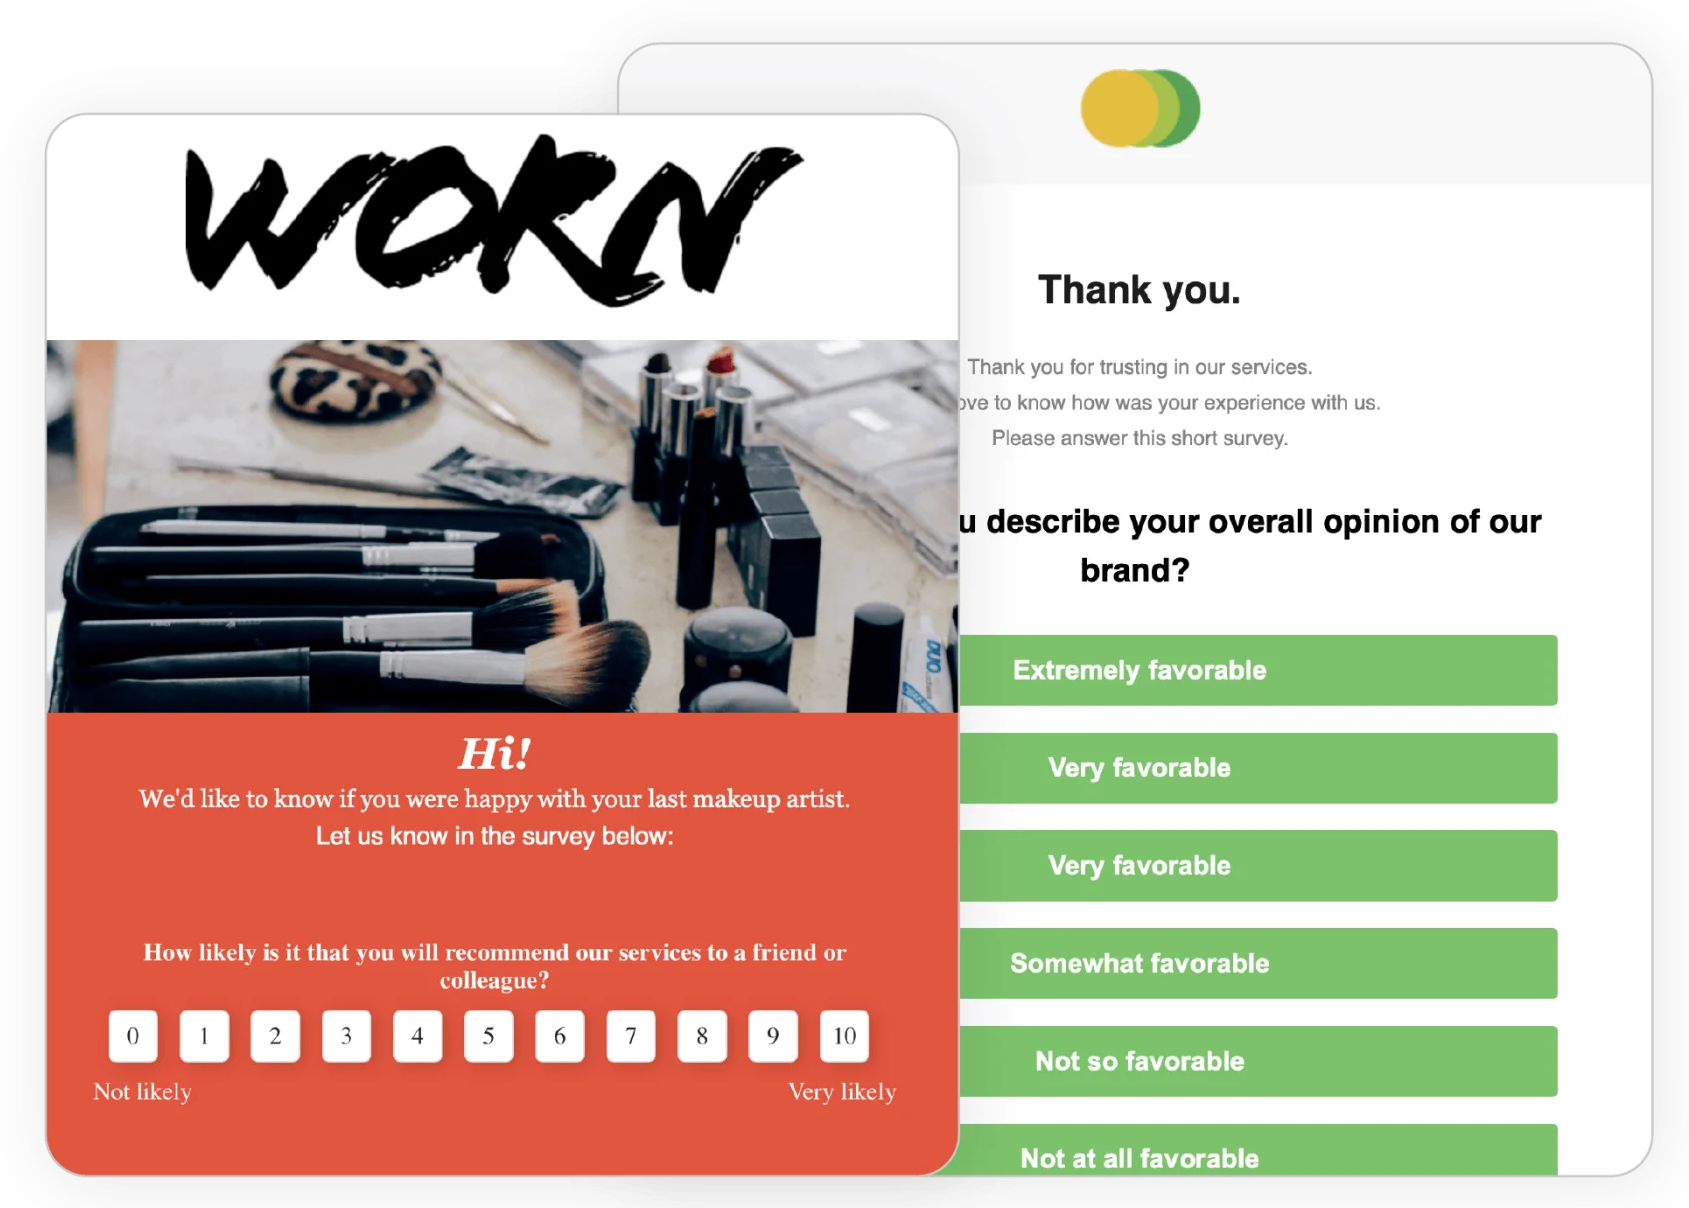 WORN
DUO
Hi!
We'd like to know if you were happy with your last makeup artist.
Let us know in the survey below:
How likely is it that you will recommend our services to a friend or
colleague?
0 1 2 3 4 5 6 7 8 9 10
Not likely Very likely
Thank you.
Thank you for trusting in our services.
ove to know how was your experience with us.
Please answer this short survey.
u describe your overall opinion of our
brand?
Extremely favorable
Very favorable
Very favorable
Somewhat favorable
Not so favorable
Not at all favorable